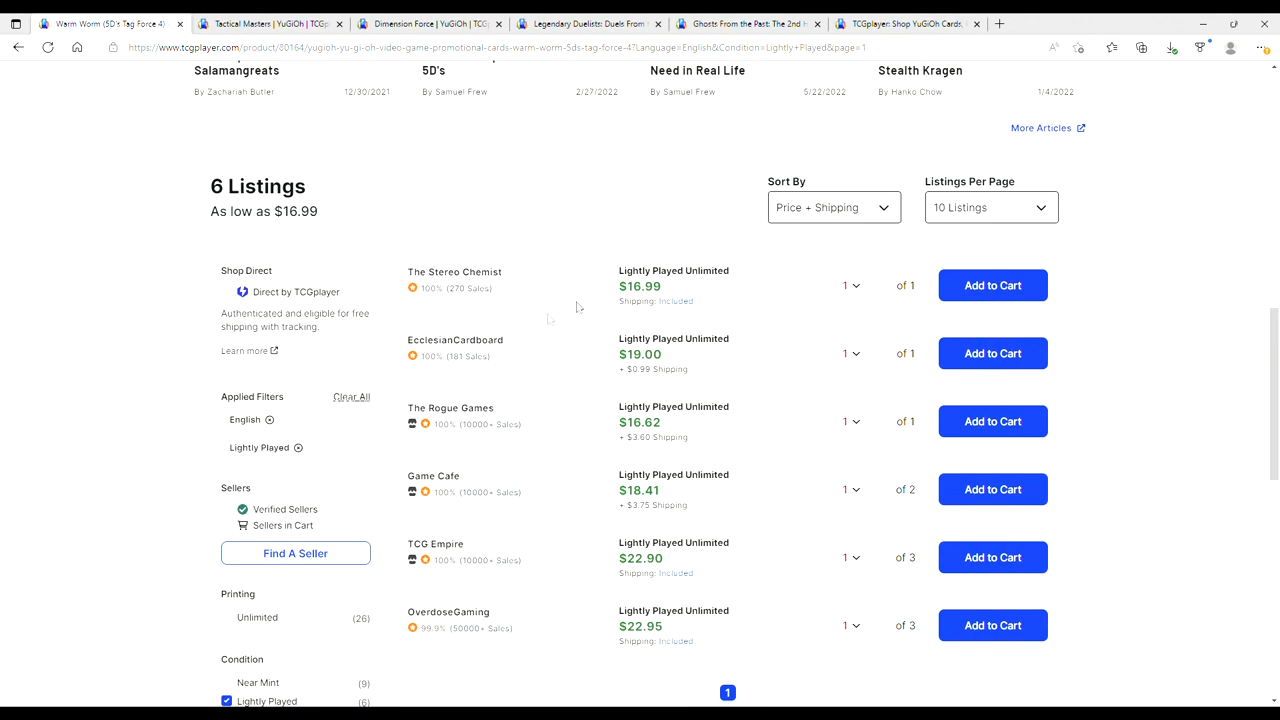 Warm Worm (5D's Tag Force 4)
Tactical Masters | YuGiOh | TCGp
Dimension Force | YuGiOh | TCG
Legendary Duelists: Duels From
Ghosts From the Past: The 2nd H
TCGplayer: Shop YuGiOh Cards,
https://www.tcgplayer.com/product/80164/yugioh-yu-gi-oh-video-game-promotional-cards-warm-worm-5ds-tag-force-4?Language=English&Condition=Lightly+Played&page=1
Salamangreats
5D's
Need in Real Life
Stealth Kragen
By Zachariah Butler 12/30/2021
By Samuel Frew 2/27/2022
By Samuel Frew 5/22/2022
By Hanko Chow 1/4/2022
More Articles
6 Listings
As low as $16.99
Sort By
Price + Shipping
Listings Per Page
10 Listings
Shop Direct
Direct by TCGplayer
Authenticated and eligible for free
shipping with tracking.
Learn more
Applied Filters Clear All
English
Lightly Played
Sellers
Verified Sellers
Sellers in Cart
Find A Seller
Printing
Unlimited (26)
Condition
Near Mint (9)
Lightly Played (6)
The Stereo Chemist
100% (270 Sales)
Lightly Played Unlimited
$16.99
Shipping: Included
1 of 1 Add to Cart
EcclesianCardboard
100% (181 Sales)
Lightly Played Unlimited
$19.00
+ $0.99 Shipping
1 of 1 Add to Cart
The Rogue Games
100% (10000+ Sales)
Lightly Played Unlimited
$16.62
+ $3.60 Shipping
1 of 1 Add to Cart
Game Cafe
100% (10000+ Sales)
Lightly Played Unlimited
$18.41
+ $3.75 Shipping
1 of 2 Add to Cart
TCG Empire
100% (10000+ Sales)
Lightly Played Unlimited
$22.90
Shipping: Included
1 of 3 Add to Cart
OverdoseGaming
99.9% (50000+ Sales)
Lightly Played Unlimited
$22.95
Shipping: Included
1 of 3 Add to Cart
1